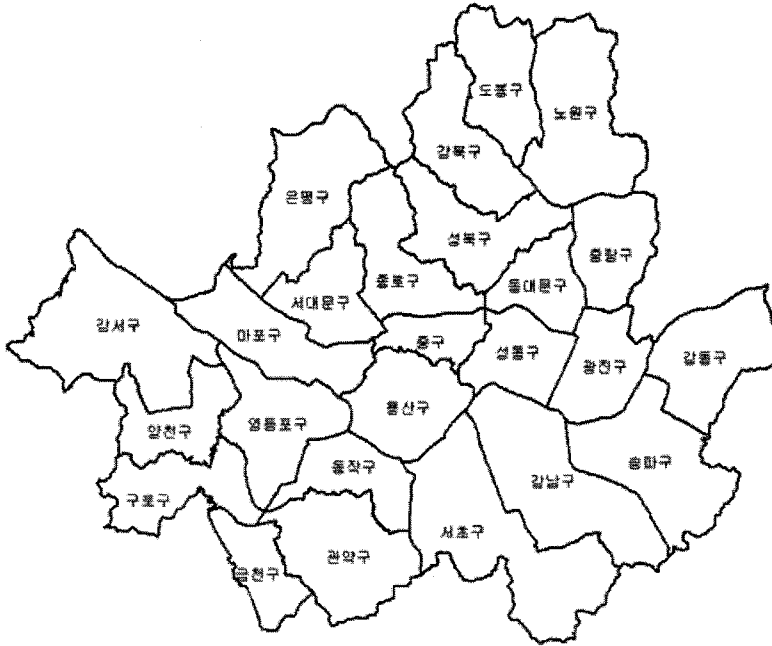 도봉구
노원구
강북구
은평구
성북구
중랑구
종로구
동대문구
서대문구
강서구
마포구
중구
성동구
광진구
강동구
용산구
영등포구
양천구
동작구
송파구
강남구
구로구
서초구
관악구
금천구